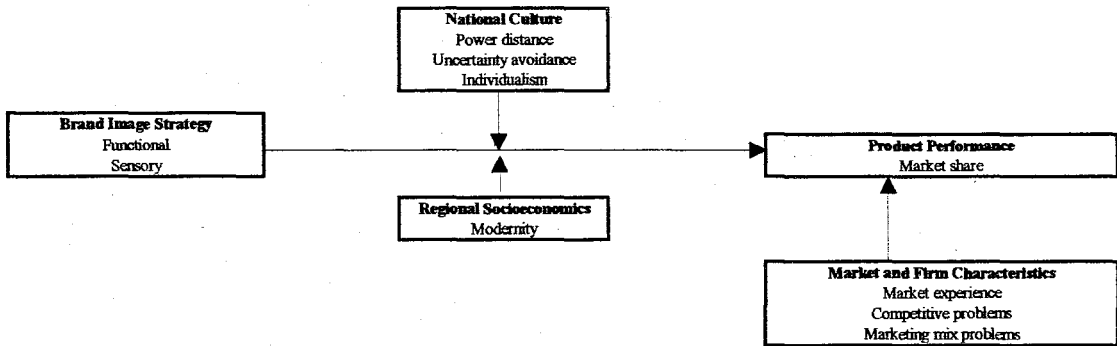 National Culture
Power distance
Uncertainty avoidance
Individualism
Brand Image Strategy
Functional
Sensory
Product Performance
Market share
Regional Socioeconomics
Modernity
Market and Firm Characteristics
Market experience
Competitive problems
Marketing mix problems